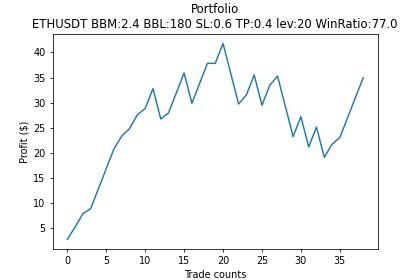 Portfolio
ETHUSDT BBM:2.4 BBL:180 SL:0.6 TP:0.4 lev:20 WinRatio:77.0
40
35
30
25
20
15
10
5
Profit ($)
0 5 10 15 20 25 30 35
Trade counts